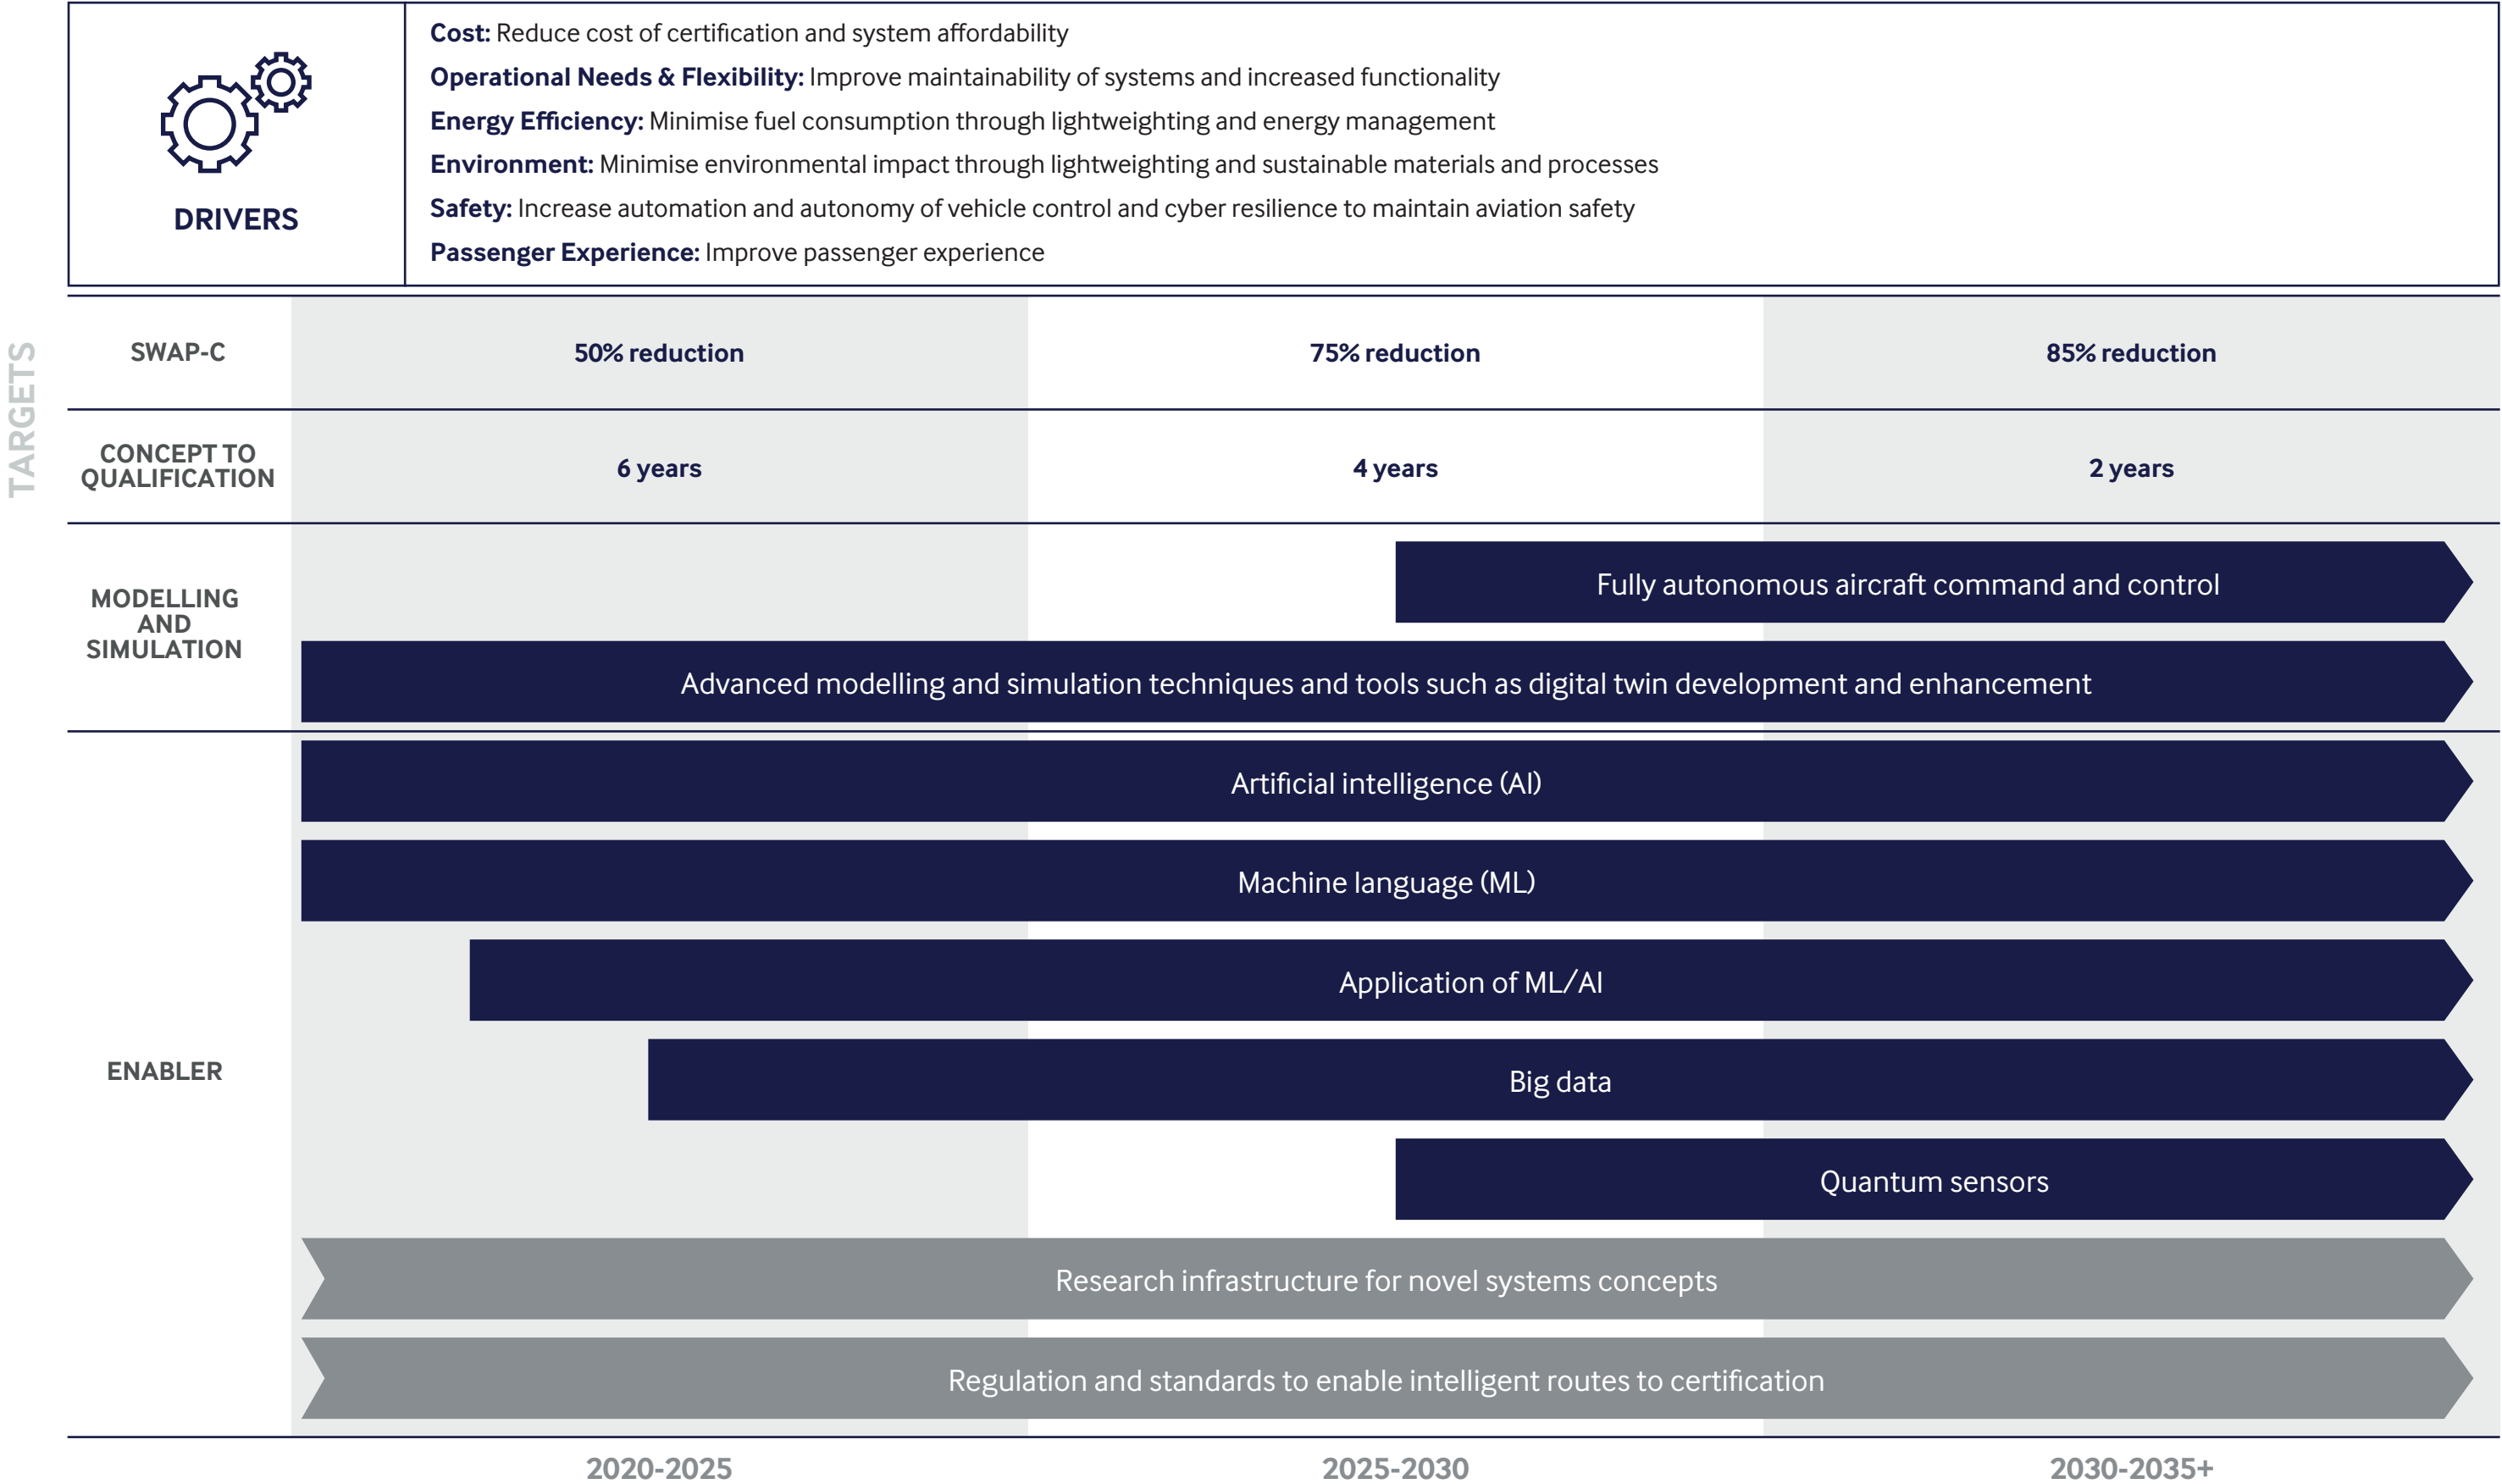 DRIVERS
Cost: Reduce cost of certification and system affordability
Operational Needs & Flexibility: Improve maintainability of systems and increased functionality
Energy Efficiency: Minimise fuel consumption through lightweighting and energy management
Environment: Minimise environmental impact through lightweighting and sustainable materials and processes
Safety: Increase automation and autonomy of vehicle control and cyber resilience to maintain aviation safety
Passenger Experience: Improve passenger experience
TARGETS
SWAP-C
50% reduction
75% reduction
85% reduction
CONCEPT TO
QUALIFICATION
6 years
4 years
2 years
MODELLING
AND
SIMULATION
Fully autonomous aircraft command and control
Advanced modelling and simulation techniques and tools such as digital twin development and enhancement
ENABLER
Artificial intelligence (AI)
Machine language (ML)
Application of ML/AI
Big data
Quantum sensors
Research infrastructure for novel systems concepts
Regulation and standards to enable intelligent routes to certification
2020-2025
2025-2030
2030-2035+